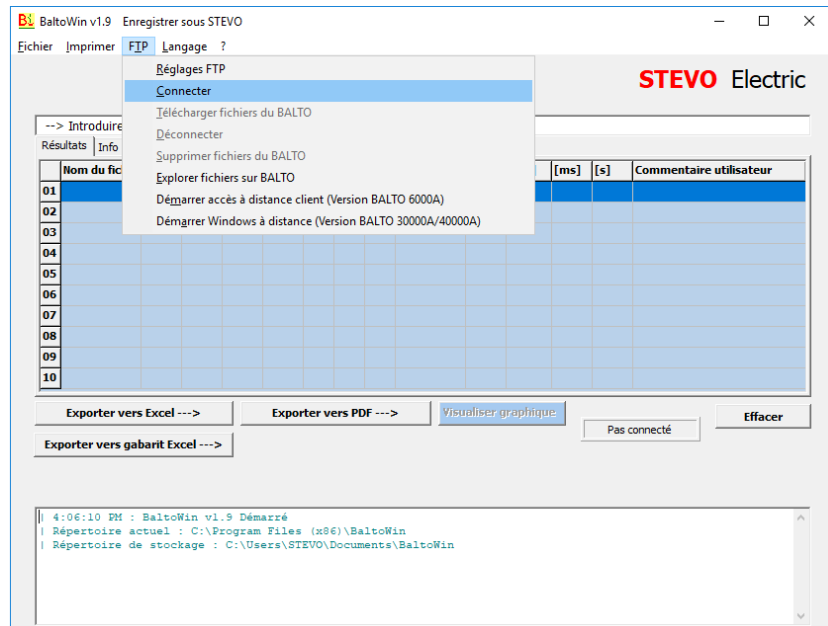 BaltoWin v1.9 Enregistrer sous STEVO
Fichier Imprimer FTP Langage ?
Réglages FTP
Connecter
Télécharger fichiers du BALTO
Déconnecter
Supprimer fichiers du BALTO
Explorer fichiers sur BALTO
Démarrer accès à distance client (Version BALTO 6000A)
Démarrer Windows à distance (Version BALTO 30000A/40000A)
STEVO Electric
--> Introduire
Résultats Info
Nom du fic [ms] [s] Commentaire utilisateur
01
02
03
04
05
06
07
08
09
10
Exporter vers Excel ---> Exporter vers PDF ---> Visualiser graphique Effacer
Pas connecté
Exporter vers gabarit Excel --->
| 4:06:10 PM : BaltoWin v1.9 Démarré
| Répertoire actuel : C:\Program Files (x86)\BaltoWin
| Répertoire de stockage : C:\Users\STEVO\Documents\BaltoWin